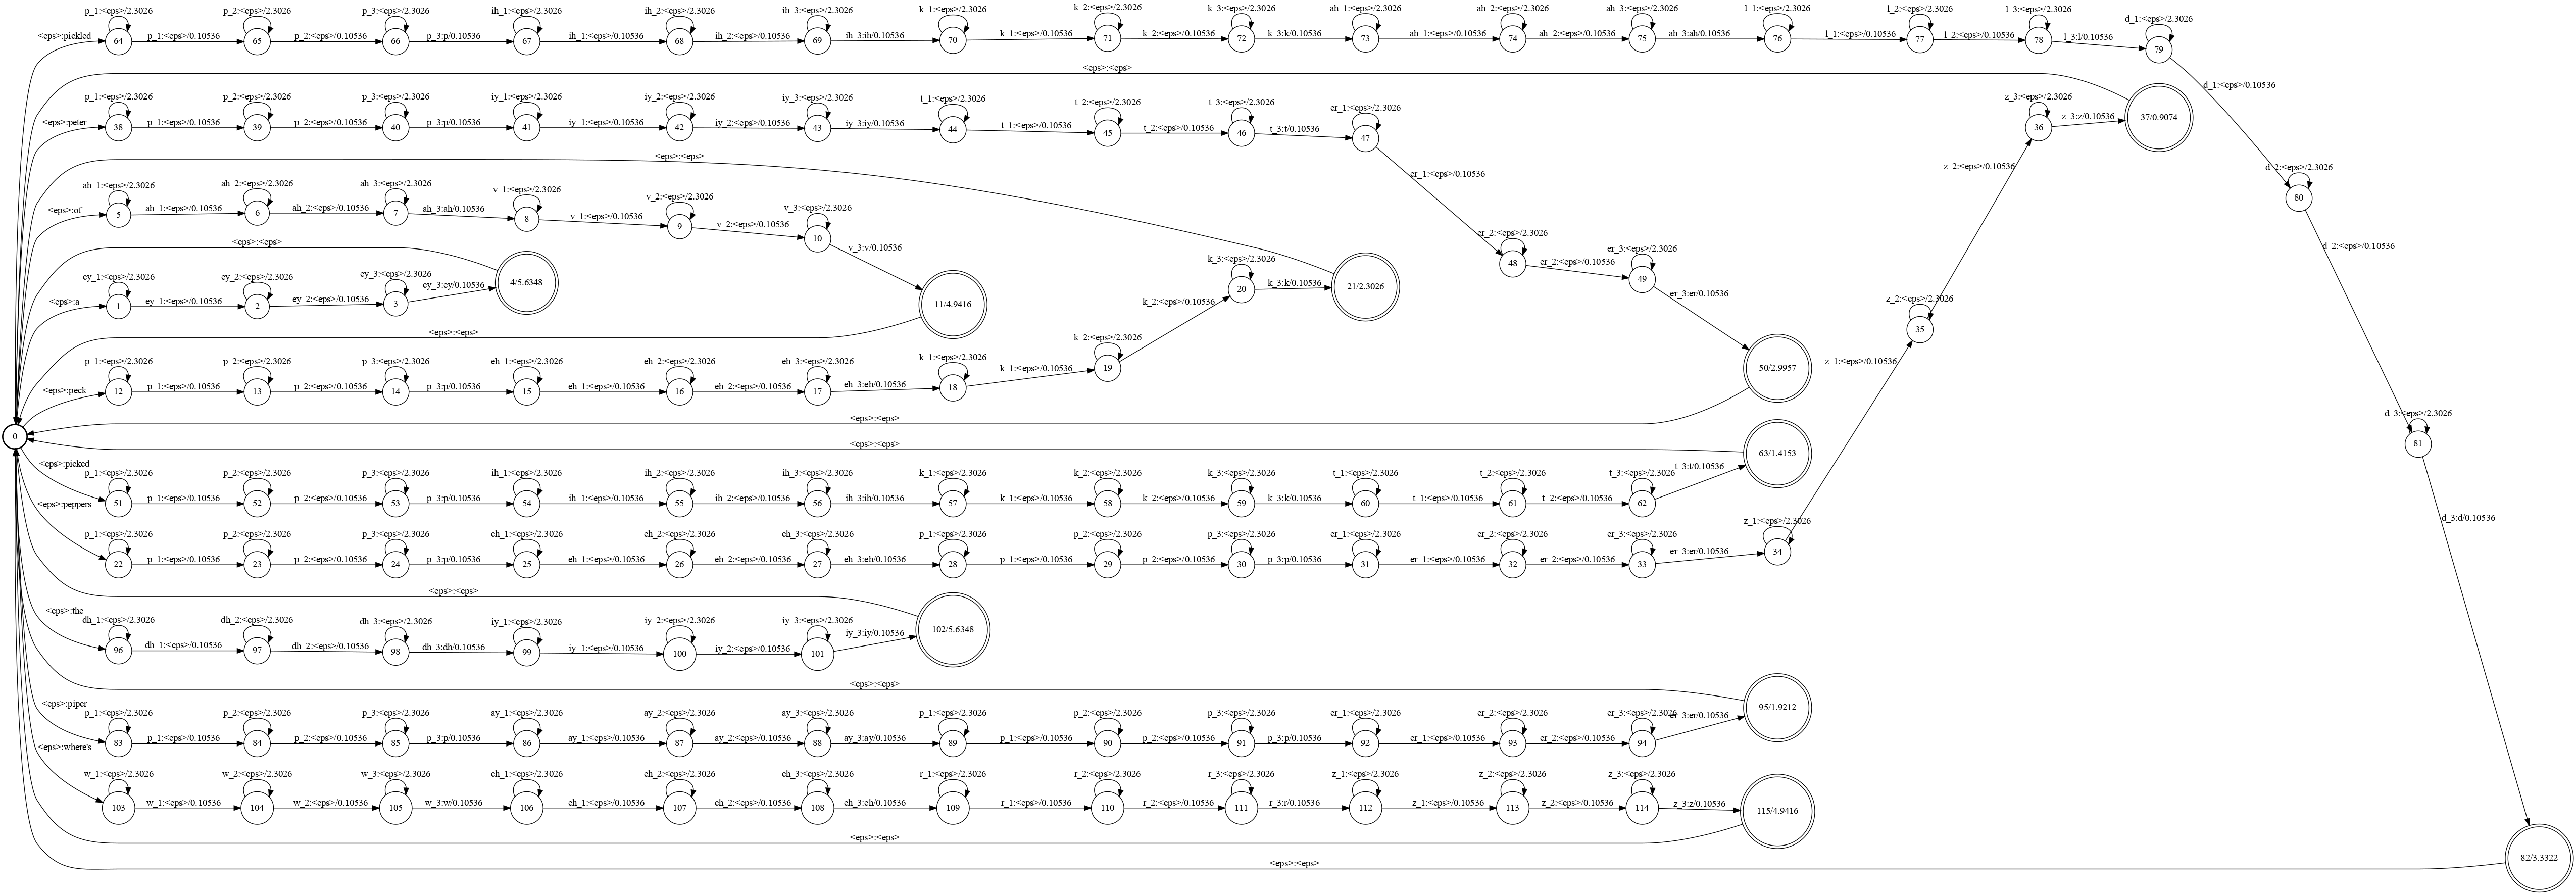 p_1:<eps>/2.3026 p_2:<eps>/2.3026 p_3:<eps>/2.3026 ih_1:<eps>/2.3026 ih_2:<eps>/2.3026 ih_3:<eps>/2.3026 k_1:<eps>/2.3026 k_2:<eps>/2.3026 k_3:<eps>/2.3026 ah_1:<eps>/2.3026 ah_2:<eps>/2.3026 ah_3:<eps>/2.3026 l_1:<eps>/2.3026 l_2:<eps>/2.3026 l_3:<eps>/2.3026 d_1:<eps>/2.3026
<eps>:pickled 64 p_1:<eps>/0.10536 65 p_2:<eps>/0.10536 66 p_3:p/0.10536 67 ih_1:<eps>/0.10536 68 ih_2:<eps>/0.10536 69 ih_3:ih/0.10536 70 k_1:<eps>/0.10536 71 k_2:<eps>/0.10536 72 k_3:k/0.10536 73 ah_1:<eps>/0.10536 74 ah_2:<eps>/0.10536 75 ah_3:ah/0.10536 76 l_1:<eps>/0.10536 77 l_2:<eps>/0.10536 78 l_3:l/0.10536 79
<eps>:<eps>
d_1:<eps>/0.10536
p_1:<eps>/2.3026 p_2:<eps>/2.3026 p_3:<eps>/2.3026 iy_1:<eps>/2.3026 iy_2:<eps>/2.3026 iy_3:<eps>/2.3026 t_1:<eps>/2.3026 t_2:<eps>/2.3026 t_3:<eps>/2.3026 er_1:<eps>/2.3026 z_3:<eps>/2.3026
<eps>:peter 38 p_1:<eps>/0.10536 39 p_2:<eps>/0.10536 40 p_3:p/0.10536 41 iy_1:<eps>/0.10536 42 iy_2:<eps>/0.10536 43 iy_3:iy/0.10536 44 t_1:<eps>/0.10536 45 t_2:<eps>/0.10536 46 t_3:t/0.10536 47 36 z_3:z/0.10536 37/0.9074
<eps>:<eps>
er_1:<eps>/0.10536 z_2:<eps>/0.10536 d_2:<eps>/2.3026
80
ah_1:<eps>/2.3026 ah_2:<eps>/2.3026 ah_3:<eps>/2.3026 v_1:<eps>/2.3026 v_2:<eps>/2.3026 v_3:<eps>/2.3026
<eps>:of 5 ah_1:<eps>/0.10536 6 ah_2:<eps>/0.10536 7 ah_3:ah/0.10536 8 v_1:<eps>/0.10536 9 v_2:<eps>/0.10536 10
v_3:v/0.10536
er_2:<eps>/2.3026 er_3:<eps>/2.3026 d_2:<eps>/0.10536
48 er_2:<eps>/0.10536 49
er_3:er/0.10536
<eps>:<eps>
ey_1:<eps>/2.3026 ey_2:<eps>/2.3026 ey_3:<eps>/2.3026
<eps>:a 1 ey_1:<eps>/0.10536 2 ey_2:<eps>/0.10536 3 ey_3:ey/0.10536 4/5.6348
11/4.9416
k_3:<eps>/2.3026
k_2:<eps>/0.10536 20 k_3:k/0.10536 21/2.3026
z_2:<eps>/2.3026
35
<eps>:<eps>
z_1:<eps>/0.10536
p_1:<eps>/2.3026 p_2:<eps>/2.3026 p_3:<eps>/2.3026 eh_1:<eps>/2.3026 eh_2:<eps>/2.3026 eh_3:<eps>/2.3026 k_1:<eps>/2.3026 k_2:<eps>/2.3026
<eps>:peck 12 p_1:<eps>/0.10536 13 p_2:<eps>/0.10536 14 p_3:p/0.10536 15 eh_1:<eps>/0.10536 16 eh_2:<eps>/0.10536 17 eh_3:eh/0.10536 18 k_1:<eps>/0.10536 19
50/2.9957
<eps>:<eps>
0
d_3:<eps>/2.3026
81
<eps>:<eps>
63/1.4153
<eps>:picked
p_1:<eps>/2.3026 p_2:<eps>/2.3026 p_3:<eps>/2.3026 ih_1:<eps>/2.3026 ih_2:<eps>/2.3026 ih_3:<eps>/2.3026 k_1:<eps>/2.3026 k_2:<eps>/2.3026 k_3:<eps>/2.3026 t_1:<eps>/2.3026 t_2:<eps>/2.3026 t_3:<eps>/2.3026 t_3:t/0.10536
51 p_1:<eps>/0.10536 52 p_2:<eps>/0.10536 53 p_3:p/0.10536 54 ih_1:<eps>/0.10536 55 ih_2:<eps>/0.10536 56 ih_3:ih/0.10536 57 k_1:<eps>/0.10536 58 k_2:<eps>/0.10536 59 k_3:k/0.10536 60 t_1:<eps>/0.10536 61 t_2:<eps>/0.10536 62
<eps>:peppers
d_3:d/0.10536
p_1:<eps>/2.3026 p_2:<eps>/2.3026 p_3:<eps>/2.3026 eh_1:<eps>/2.3026 eh_2:<eps>/2.3026 eh_3:<eps>/2.3026 p_1:<eps>/2.3026 p_2:<eps>/2.3026 p_3:<eps>/2.3026 er_1:<eps>/2.3026 er_2:<eps>/2.3026 er_3:<eps>/2.3026 z_1:<eps>/2.3026
22 p_1:<eps>/0.10536 23 p_2:<eps>/0.10536 24 p_3:p/0.10536 25 eh_1:<eps>/0.10536 26 eh_2:<eps>/0.10536 27 eh_3:eh/0.10536 28 p_1:<eps>/0.10536 29 p_2:<eps>/0.10536 30 p_3:p/0.10536 31 er_1:<eps>/0.10536 32 er_2:<eps>/0.10536 33 er_3:er/0.10536 34
<eps>:<eps>
<eps>:the
dh_1:<eps>/2.3026 dh_2:<eps>/2.3026 dh_3:<eps>/2.3026 iy_1:<eps>/2.3026 iy_2:<eps>/2.3026 iy_3:<eps>/2.3026
96 dh_1:<eps>/0.10536 97 dh_2:<eps>/0.10536 98 dh_3:dh/0.10536 99 iy_1:<eps>/0.10536 100 iy_2:<eps>/0.10536 101 iy_3:iy/0.10536 102/5.6348
<eps>:<eps>
<eps>:piper
p_1:<eps>/2.3026 p_2:<eps>/2.3026 p_3:<eps>/2.3026 ay_1:<eps>/2.3026 ay_2:<eps>/2.3026 ay_3:<eps>/2.3026 p_1:<eps>/2.3026 p_2:<eps>/2.3026 p_3:<eps>/2.3026 er_1:<eps>/2.3026 er_2:<eps>/2.3026 er_3:<eps>/2.3026 er_3:er/0.10536 95/1.9212
83 p_1:<eps>/0.10536 84 p_2:<eps>/0.10536 85 p_3:p/0.10536 86 ay_1:<eps>/0.10536 87 ay_2:<eps>/0.10536 88 ay_3:ay/0.10536 89 p_1:<eps>/0.10536 90 p_2:<eps>/0.10536 91 p_3:p/0.10536 92 er_1:<eps>/0.10536 93 er_2:<eps>/0.10536 94
<eps>:where's
w_1:<eps>/2.3026 w_2:<eps>/2.3026 w_3:<eps>/2.3026 eh_1:<eps>/2.3026 eh_2:<eps>/2.3026 eh_3:<eps>/2.3026 r_1:<eps>/2.3026 r_2:<eps>/2.3026 r_3:<eps>/2.3026 z_1:<eps>/2.3026 z_2:<eps>/2.3026 z_3:<eps>/2.3026
103 w_1:<eps>/0.10536 104 w_2:<eps>/0.10536 105 w_3:w/0.10536 106 eh_1:<eps>/0.10536 107 eh_2:<eps>/0.10536 108 eh_3:eh/0.10536 109 r_1:<eps>/0.10536 110 r_2:<eps>/0.10536 111 r_3:r/0.10536 112 z_1:<eps>/0.10536 113 z_2:<eps>/0.10536 114 z_3:z/0.10536 115/4.9416
<eps>:<eps>
<eps>:<eps> 82/3.3322